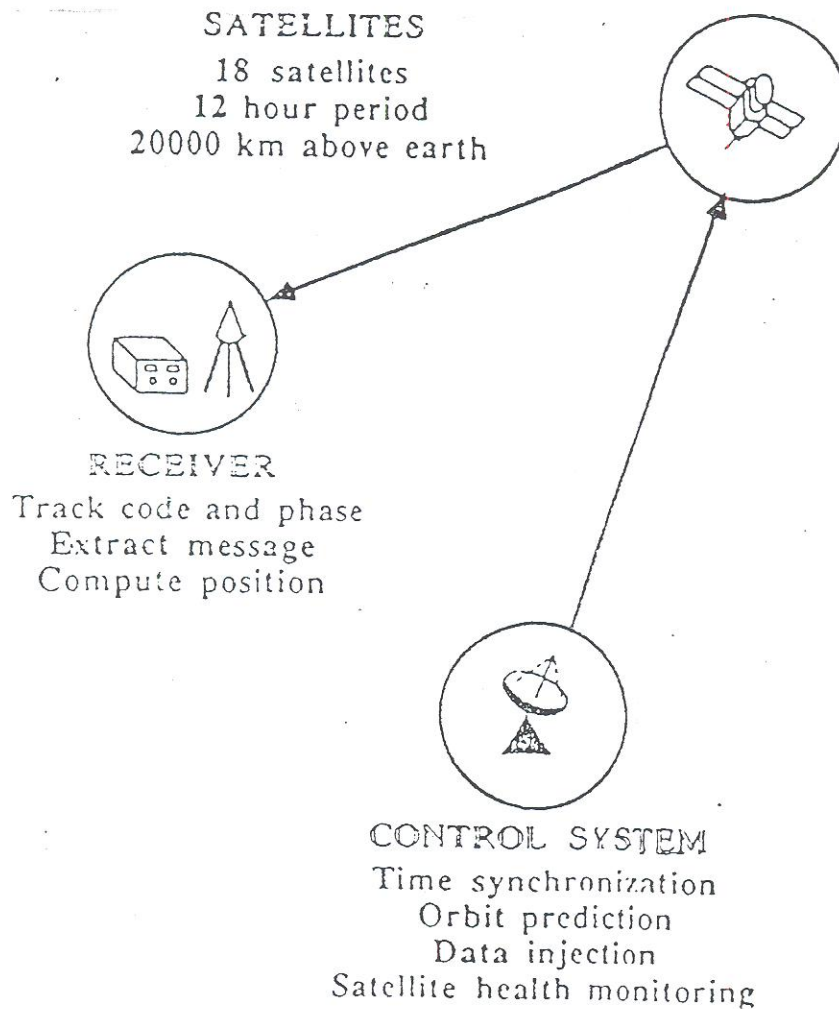 SATELLITES
18 satellites
12 hour period
20000 km above earth
RECEIVER
Track code and phase
Extract message
Compute position
CONTROL SYSTEM
Time synchronization
Orbit prediction
Data injection
Satellite health monitoring